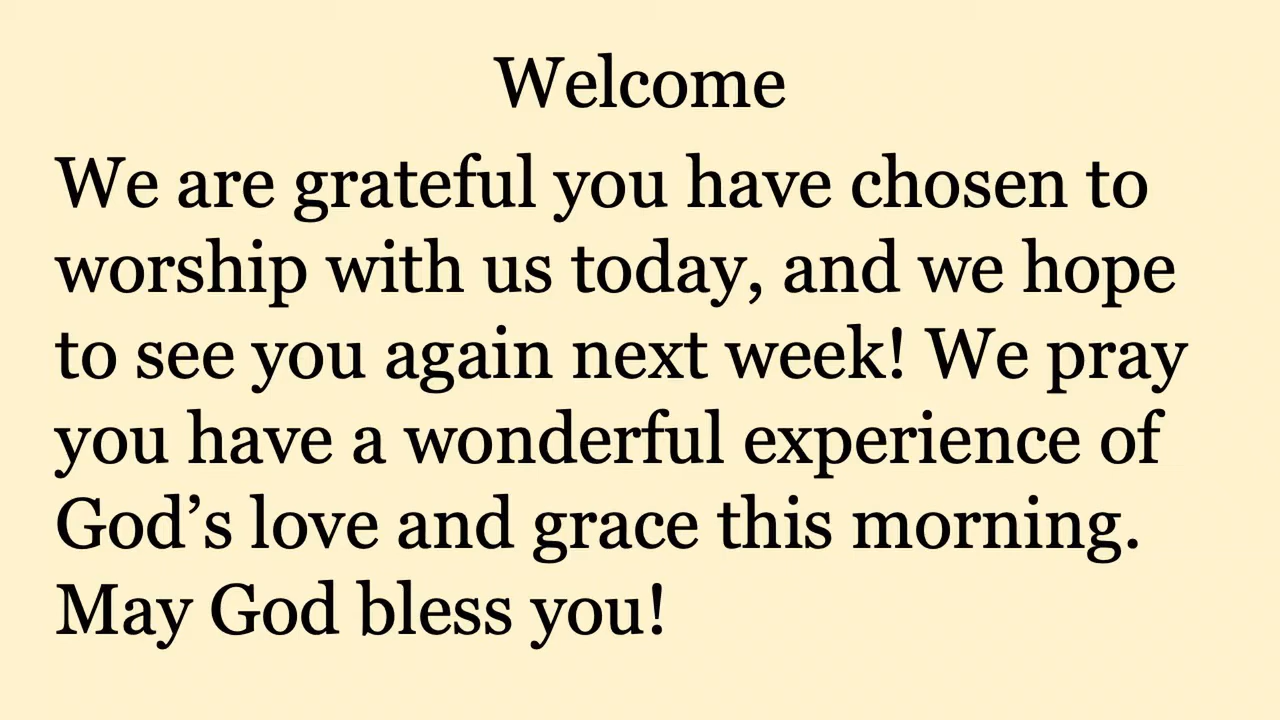 Welcome
We are grateful you have chosen to
worship with us today, and we hope
to see you again next week! We pray
you have a wonderful experience of
God’s love and grace this morning.
May God bless you!